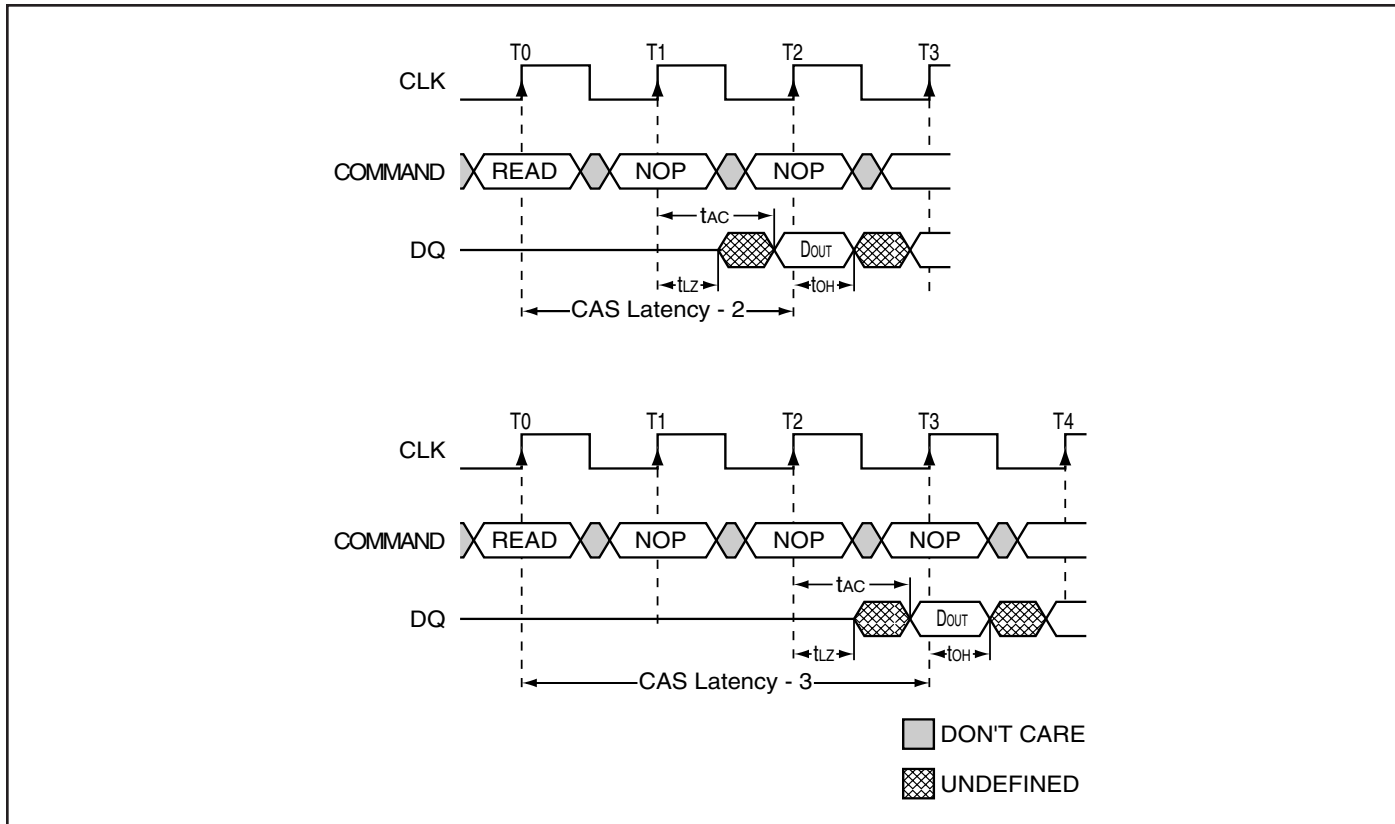 T0 T1 T2 T3
CLK
COMMAND READ NOP NOP
tAC
DQ DOUT
tLZ tOH
CAS Latency - 2
T0 T1 T2 T3 T4
CLK
COMMAND READ NOP NOP NOP
tAC
DQ DOUT
tLZ tOH
CAS Latency - 3
DON'T CARE
UNDEFINED